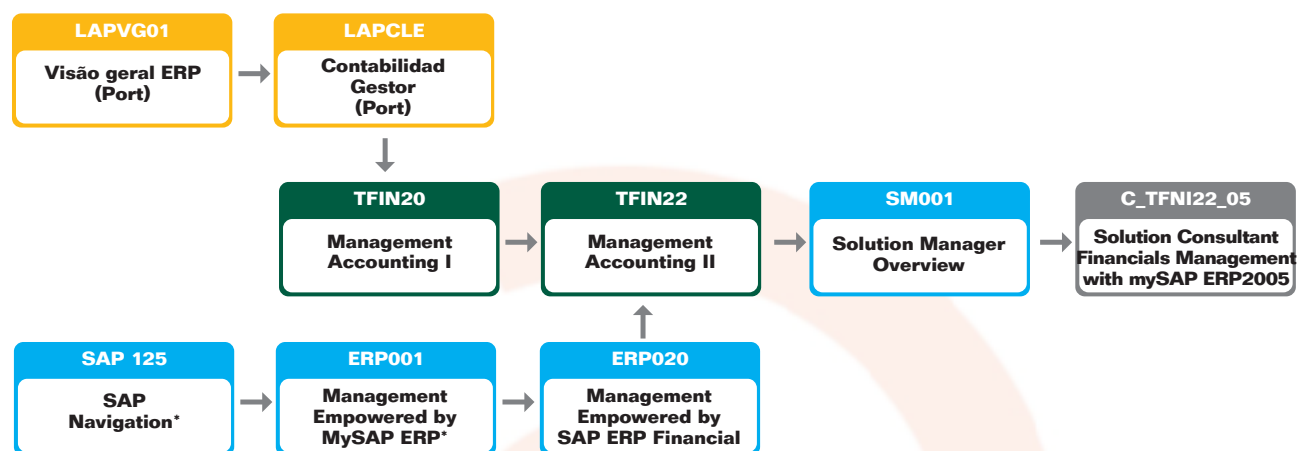 LAPVG01
Visão geral ERP
(Port)
LAPCLE
Contabilidad
Gestor
(Port)
TFIN20
Management
Accounting I
TFIN22
Management
Accounting II
SM001
Solution Manager
Overview
C_TFNI22_05
Solution Consultant
Financials Management
with mySAP ERP2005
SAP 125
SAP
Navigation*
ERP001
Management
Empowered by
MySAP ERP*
ERP020
Management
Empowered by
SAP ERP Financial